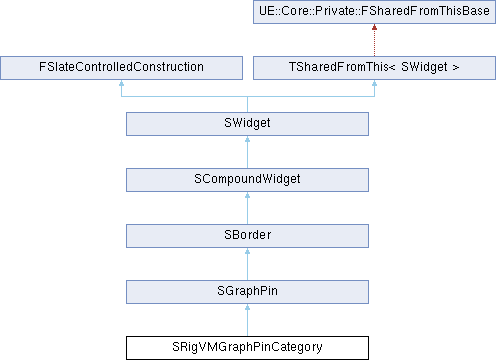 UE::Core::Private::FSharedFromThisBase
FSlateControlledConstruction
TSharedFromThis< SWidget >
SWidget
SCompoundWidget
SBorder
SGraphPin
SRigVMGraphPinCategory